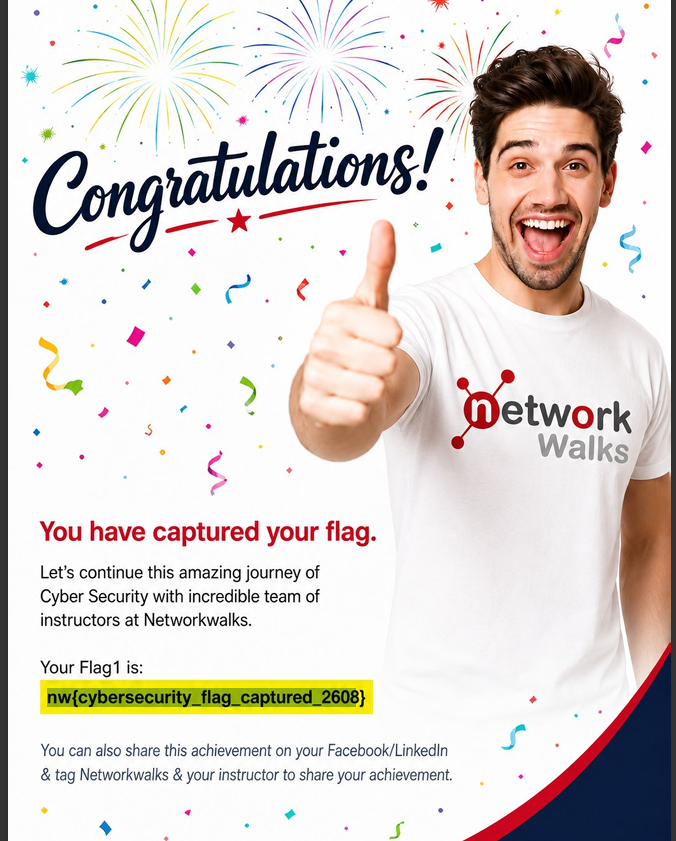 Congratulations!
network
Walks
You have captured your flag.
Let's continue this amazing journey of
Cyber Security with incredible team of
instructors at Networkwalks.
Your Flag1 is:
nw{cybersecurity_flag_captured_2608}
You can also share this achievement on your Facebook/LinkedIn
& tag Networkwalks & your instructor to share your achievement.